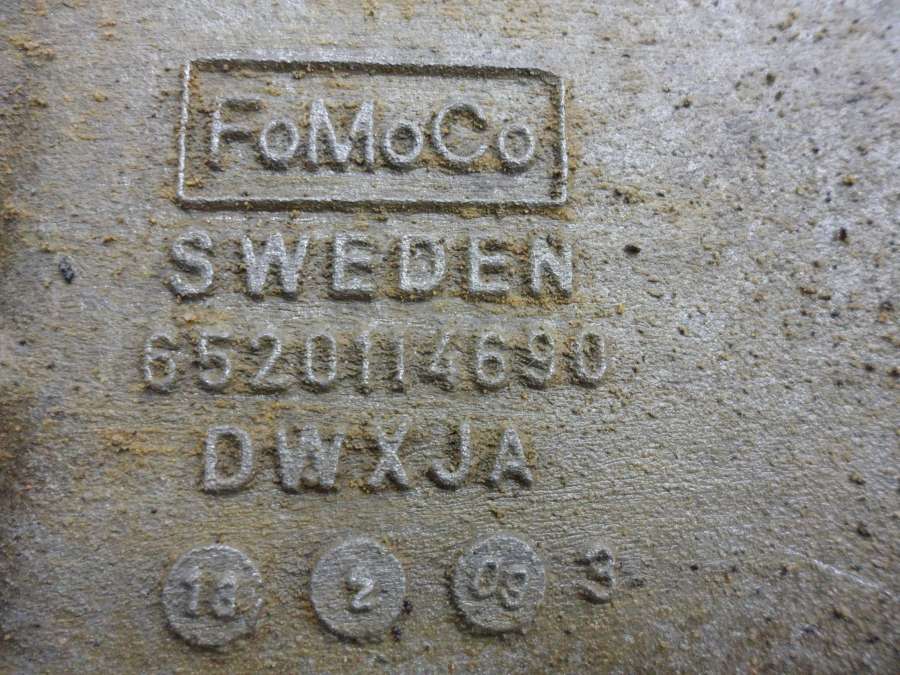 FoMoCo
SWEDEN
6520114690
DWXJA
18 2 09 3